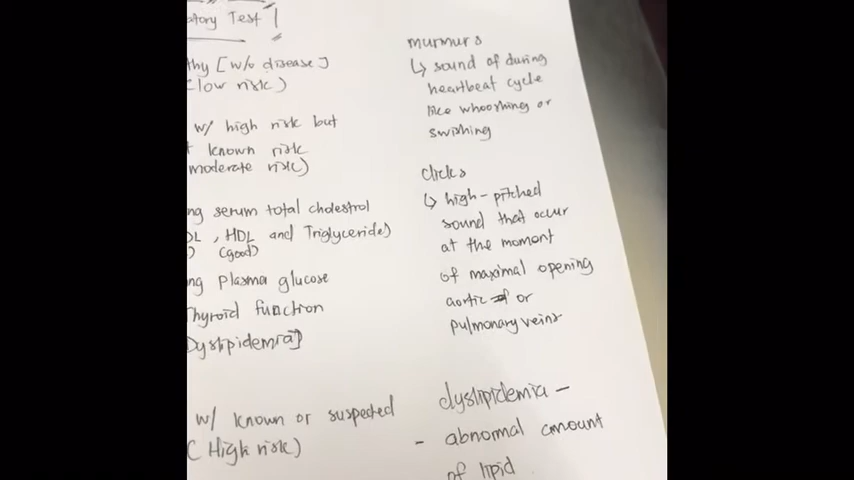 atory Test
thy [w/o disease]
(low risk)
w/ high risk but
known risk
moderate risk)
ng serum total cholestrol
DL, HDL and Triglycerides)
) (good)
ng Plasma glucose
Thyroid function
Dyslipidemia]
w/ known or suspected
( High risk)
murmurs
↳ sound of during
heartbeat cycle
like whooshing or
swishing
clicks
↳ high-pitched
sound that occur
at the moment
of maximal opening
aortic or
pulmonary veins
dyslipidemia -
- abnormal amount
of lipid